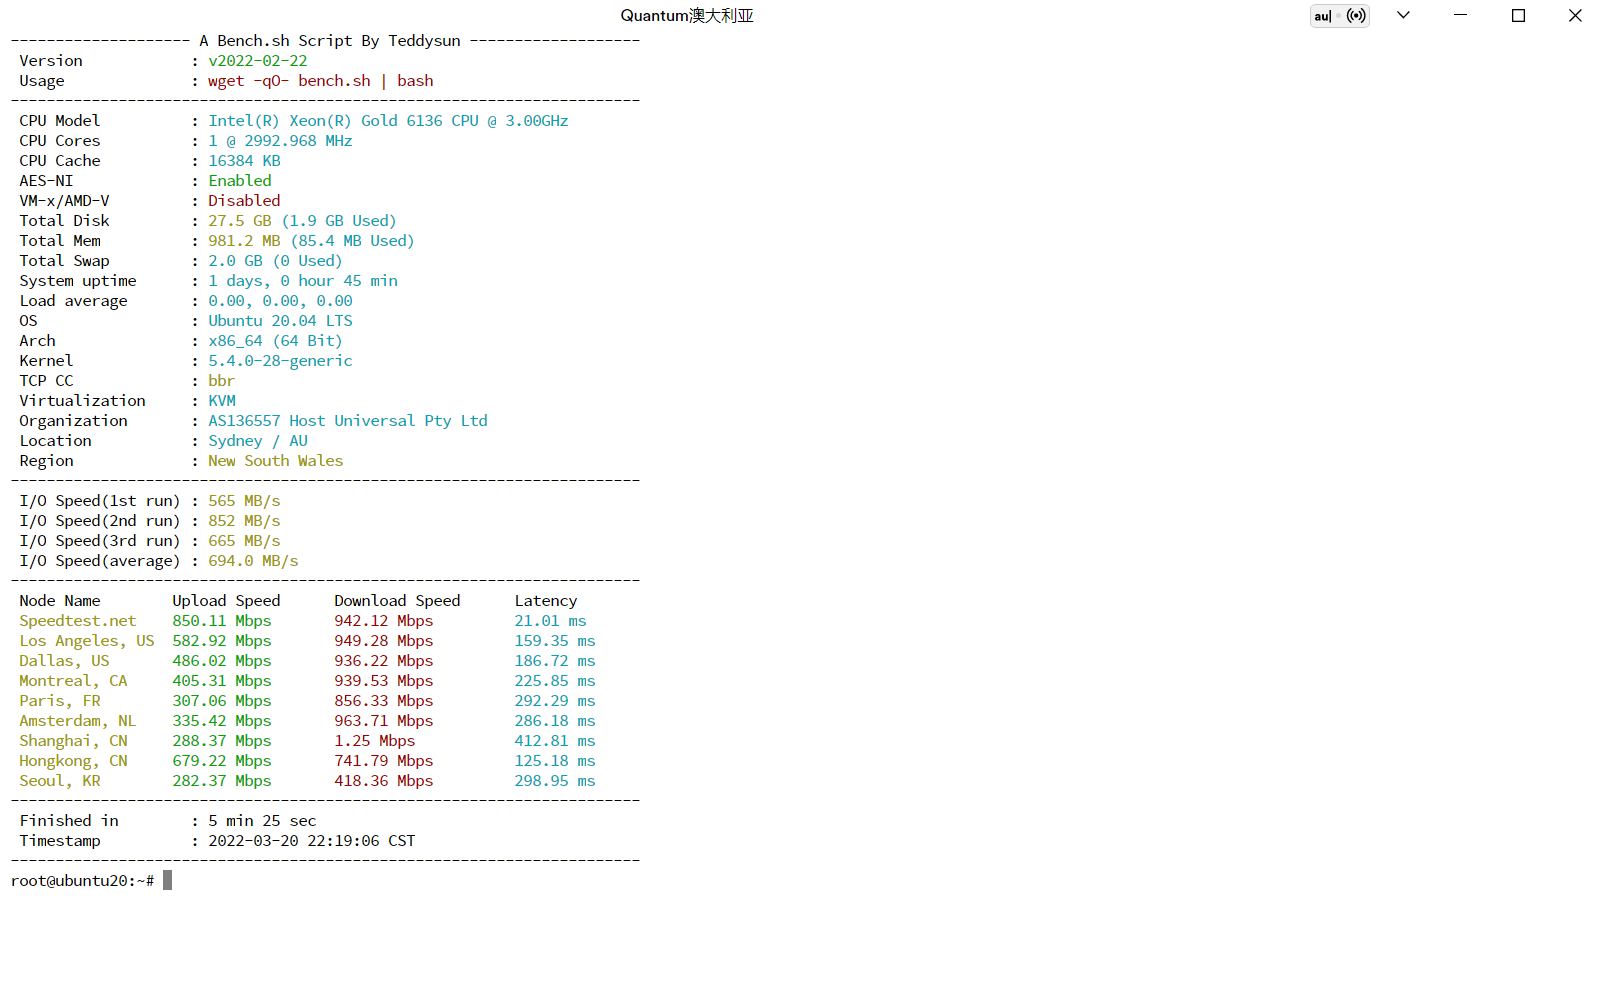 Quantum澳大利亚
au|
------------------- A Bench.sh Script By Teddysun -------------------
Version : v2022-02-22
Usage : wget -qO- bench.sh | bash
----------------------------------------------------------------------
CPU Model : Intel(R) Xeon(R) Gold 6136 CPU @ 3.00GHz
CPU Cores : 1 @ 2992.968 MHz
CPU Cache : 16384 KB
AES-NI : Enabled
VM-x/AMD-V : Disabled
Total Disk : 27.5 GB (1.9 GB Used)
Total Mem : 981.2 MB (85.4 MB Used)
Total Swap : 2.0 GB (0 Used)
System uptime : 1 days, 0 hour 45 min
Load average : 0.00, 0.00, 0.00
OS : Ubuntu 20.04 LTS
Arch : x86_64 (64 Bit)
Kernel : 5.4.0-28-generic
TCP CC : bbr
Virtualization : KVM
Organization : AS136557 Host Universal Pty Ltd
Location : Sydney / AU
Region : New South Wales
----------------------------------------------------------------------
I/O Speed(1st run) : 565 MB/s
I/O Speed(2nd run) : 852 MB/s
I/O Speed(3rd run) : 665 MB/s
I/O Speed(average) : 694.0 MB/s
----------------------------------------------------------------------
Node Name Upload Speed Download Speed Latency
Speedtest.net 850.11 Mbps 942.12 Mbps 21.01 ms
Los Angeles, US 582.92 Mbps 949.28 Mbps 159.35 ms
Dallas, US 486.02 Mbps 936.22 Mbps 186.72 ms
Montreal, CA 405.31 Mbps 939.53 Mbps 225.85 ms
Paris, FR 307.06 Mbps 856.33 Mbps 292.29 ms
Amsterdam, NL 335.42 Mbps 963.71 Mbps 286.18 ms
Shanghai, CN 288.37 Mbps 1.25 Mbps 412.81 ms
Hongkong, CN 679.22 Mbps 741.79 Mbps 125.18 ms
Seoul, KR 282.37 Mbps 418.36 Mbps 298.95 ms
----------------------------------------------------------------------
Finished in : 5 min 25 sec
Timestamp : 2022-03-20 22:19:06 CST
----------------------------------------------------------------------
root@ubuntu20:~#